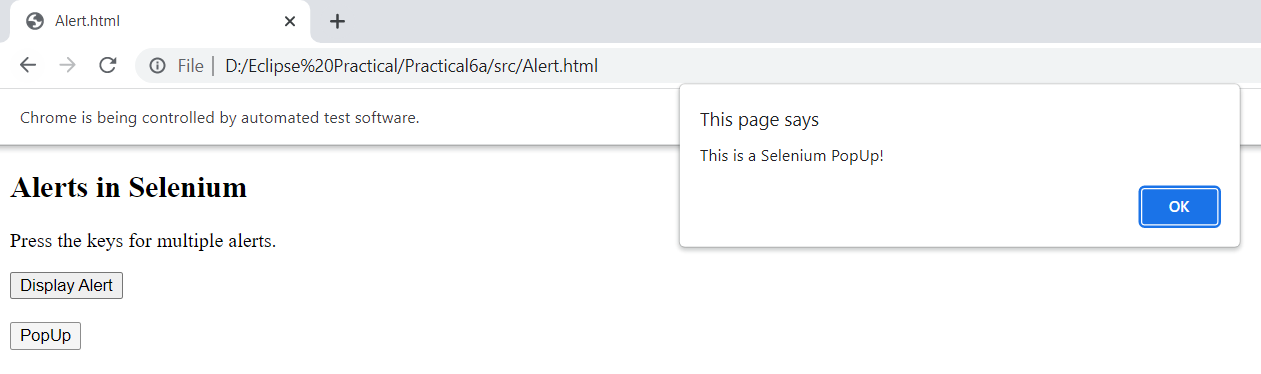 Alert.html
File | D:/Eclipse%20Practical/Practical6a/src/Alert.html
Chrome is being controlled by automated test software.
This page says
This is a Selenium PopUp!
OK
Alerts in Selenium
Press the keys for multiple alerts.
Display Alert
PopUp